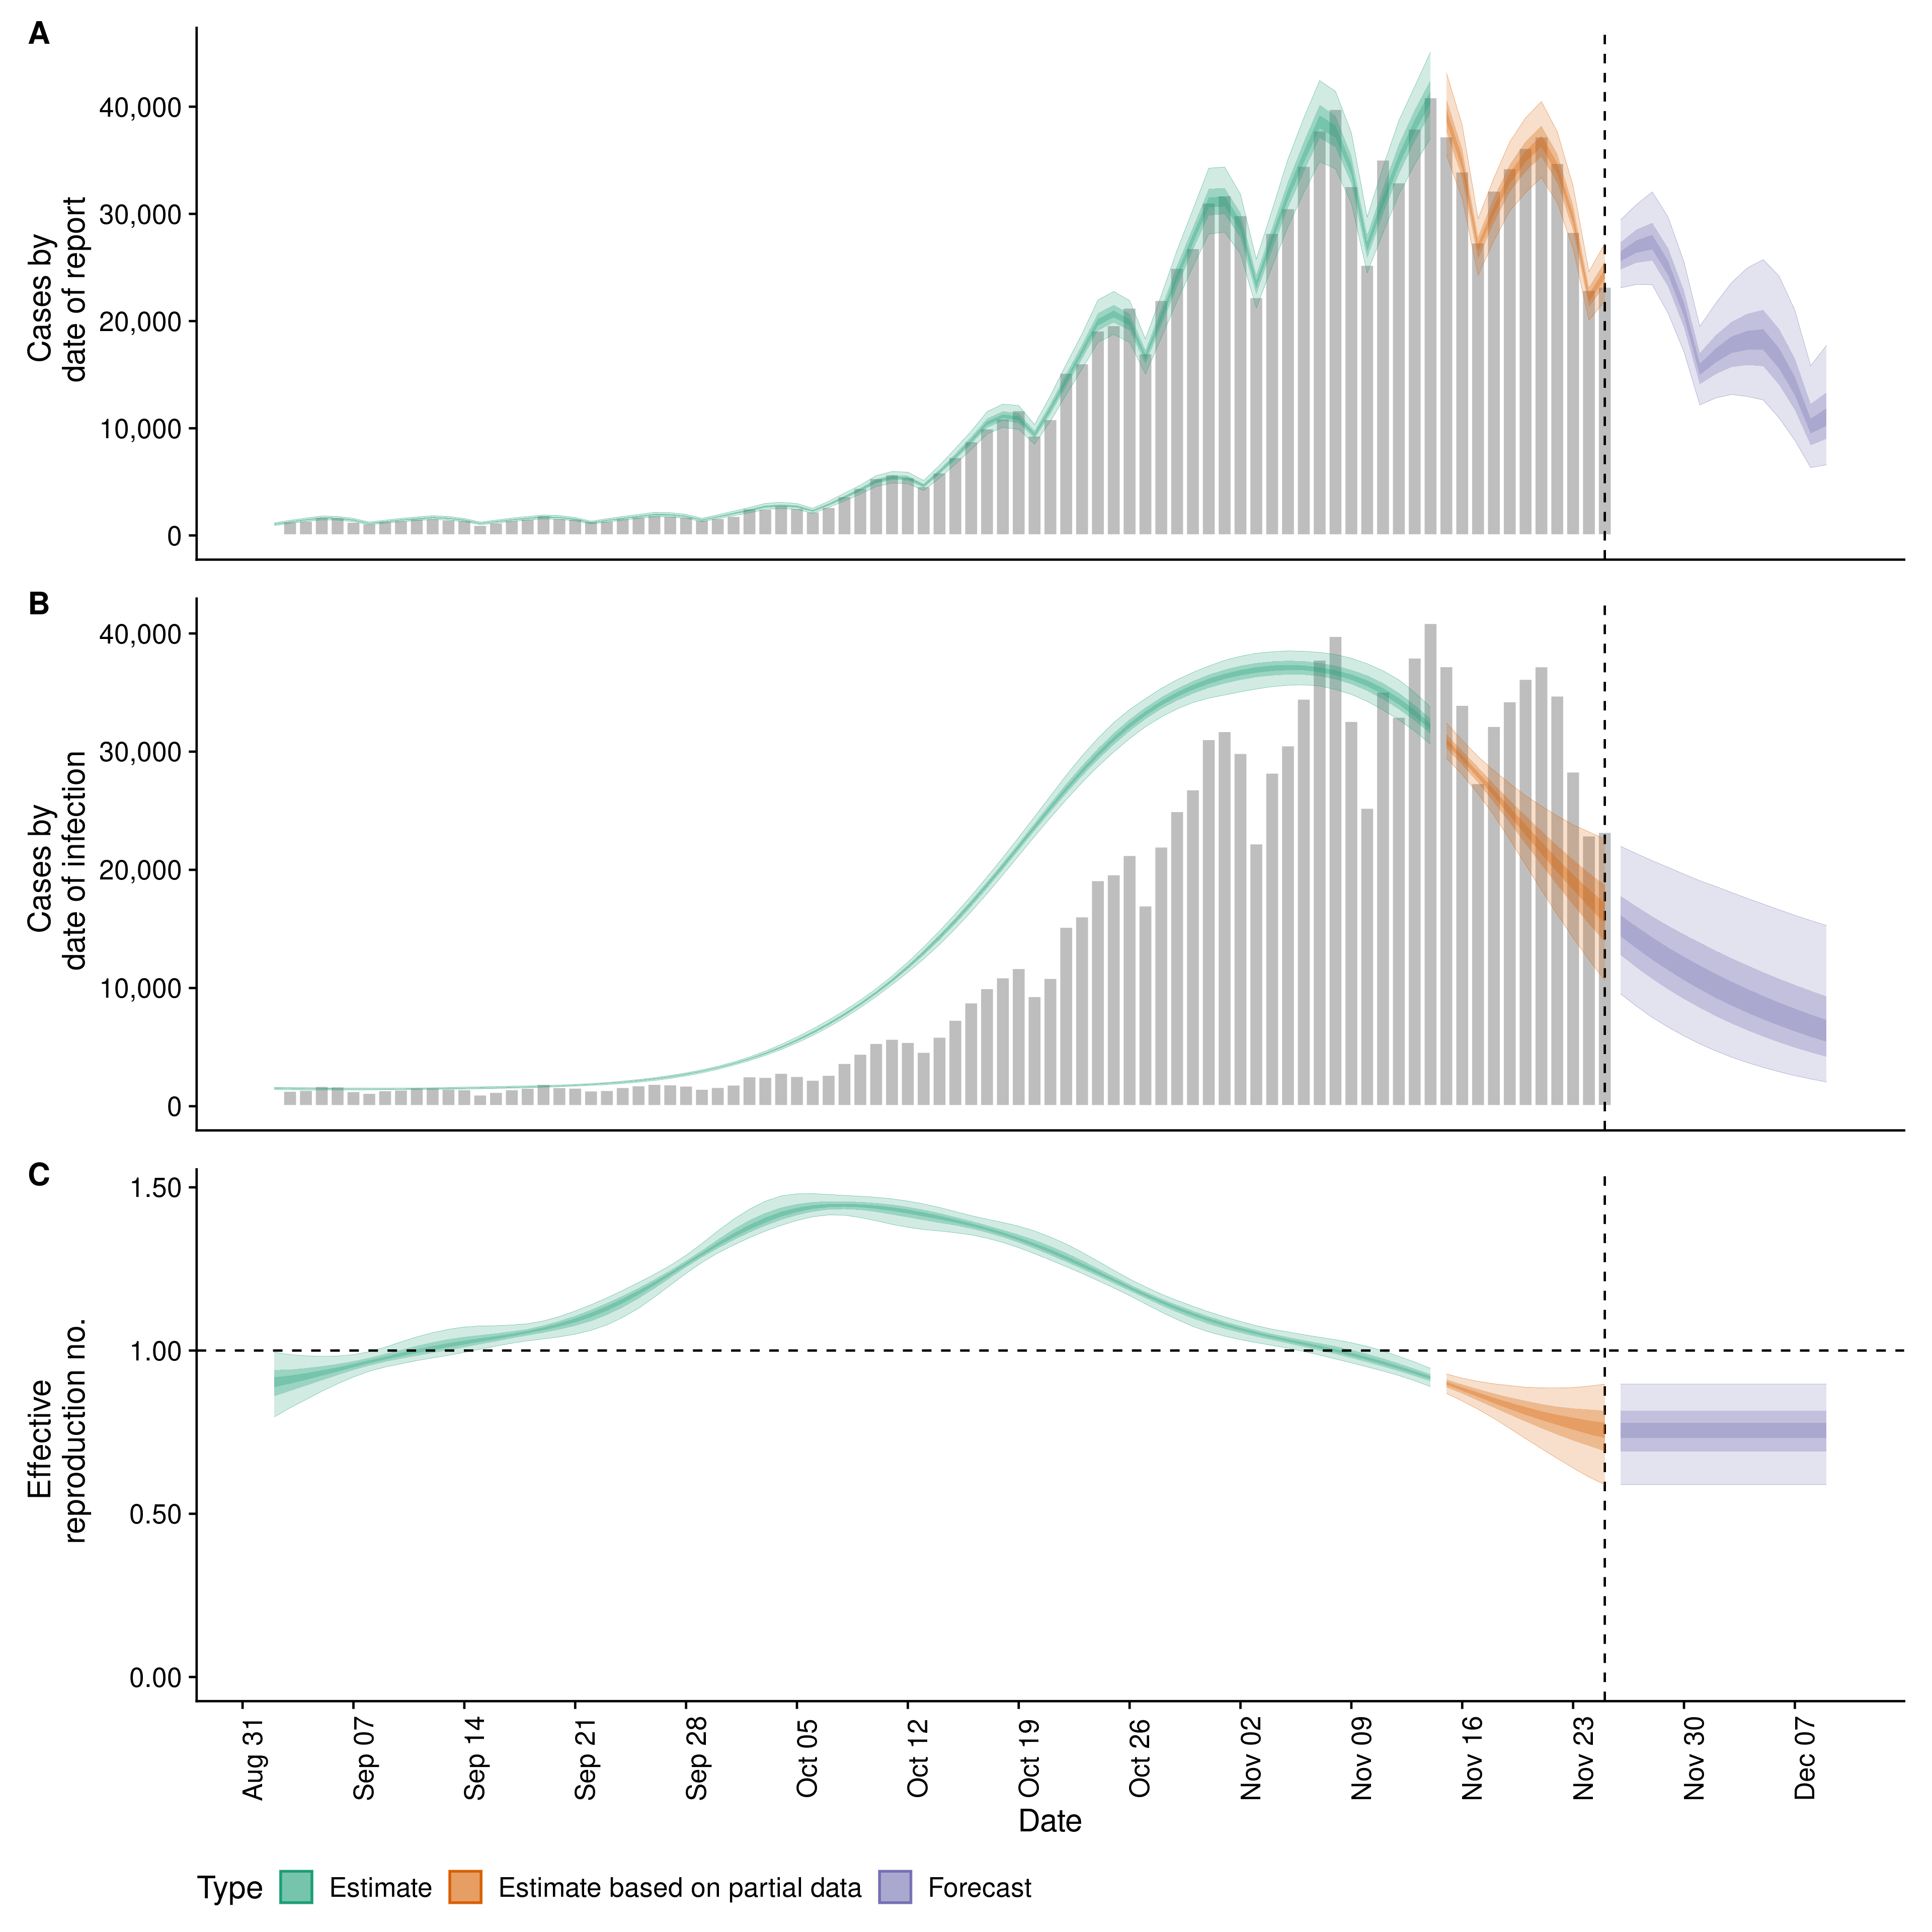 A
Cases by
date of report
40,000
30,000
20,000
10,000
0
B
Cases by
date of infection
40,000
30,000
20,000
10,000
0
C
Effective
reproduction no.
1.50
1.00
0.50
0.00
Aug 31
Sep 07
Sep 14
Sep 21
Sep 28
Oct 05
Oct 12
Oct 19
Oct 26
Nov 02
Nov 09
Nov 16
Nov 23
Nov 30
Dec 07
Date
Type Estimate Estimate based on partial data Forecast